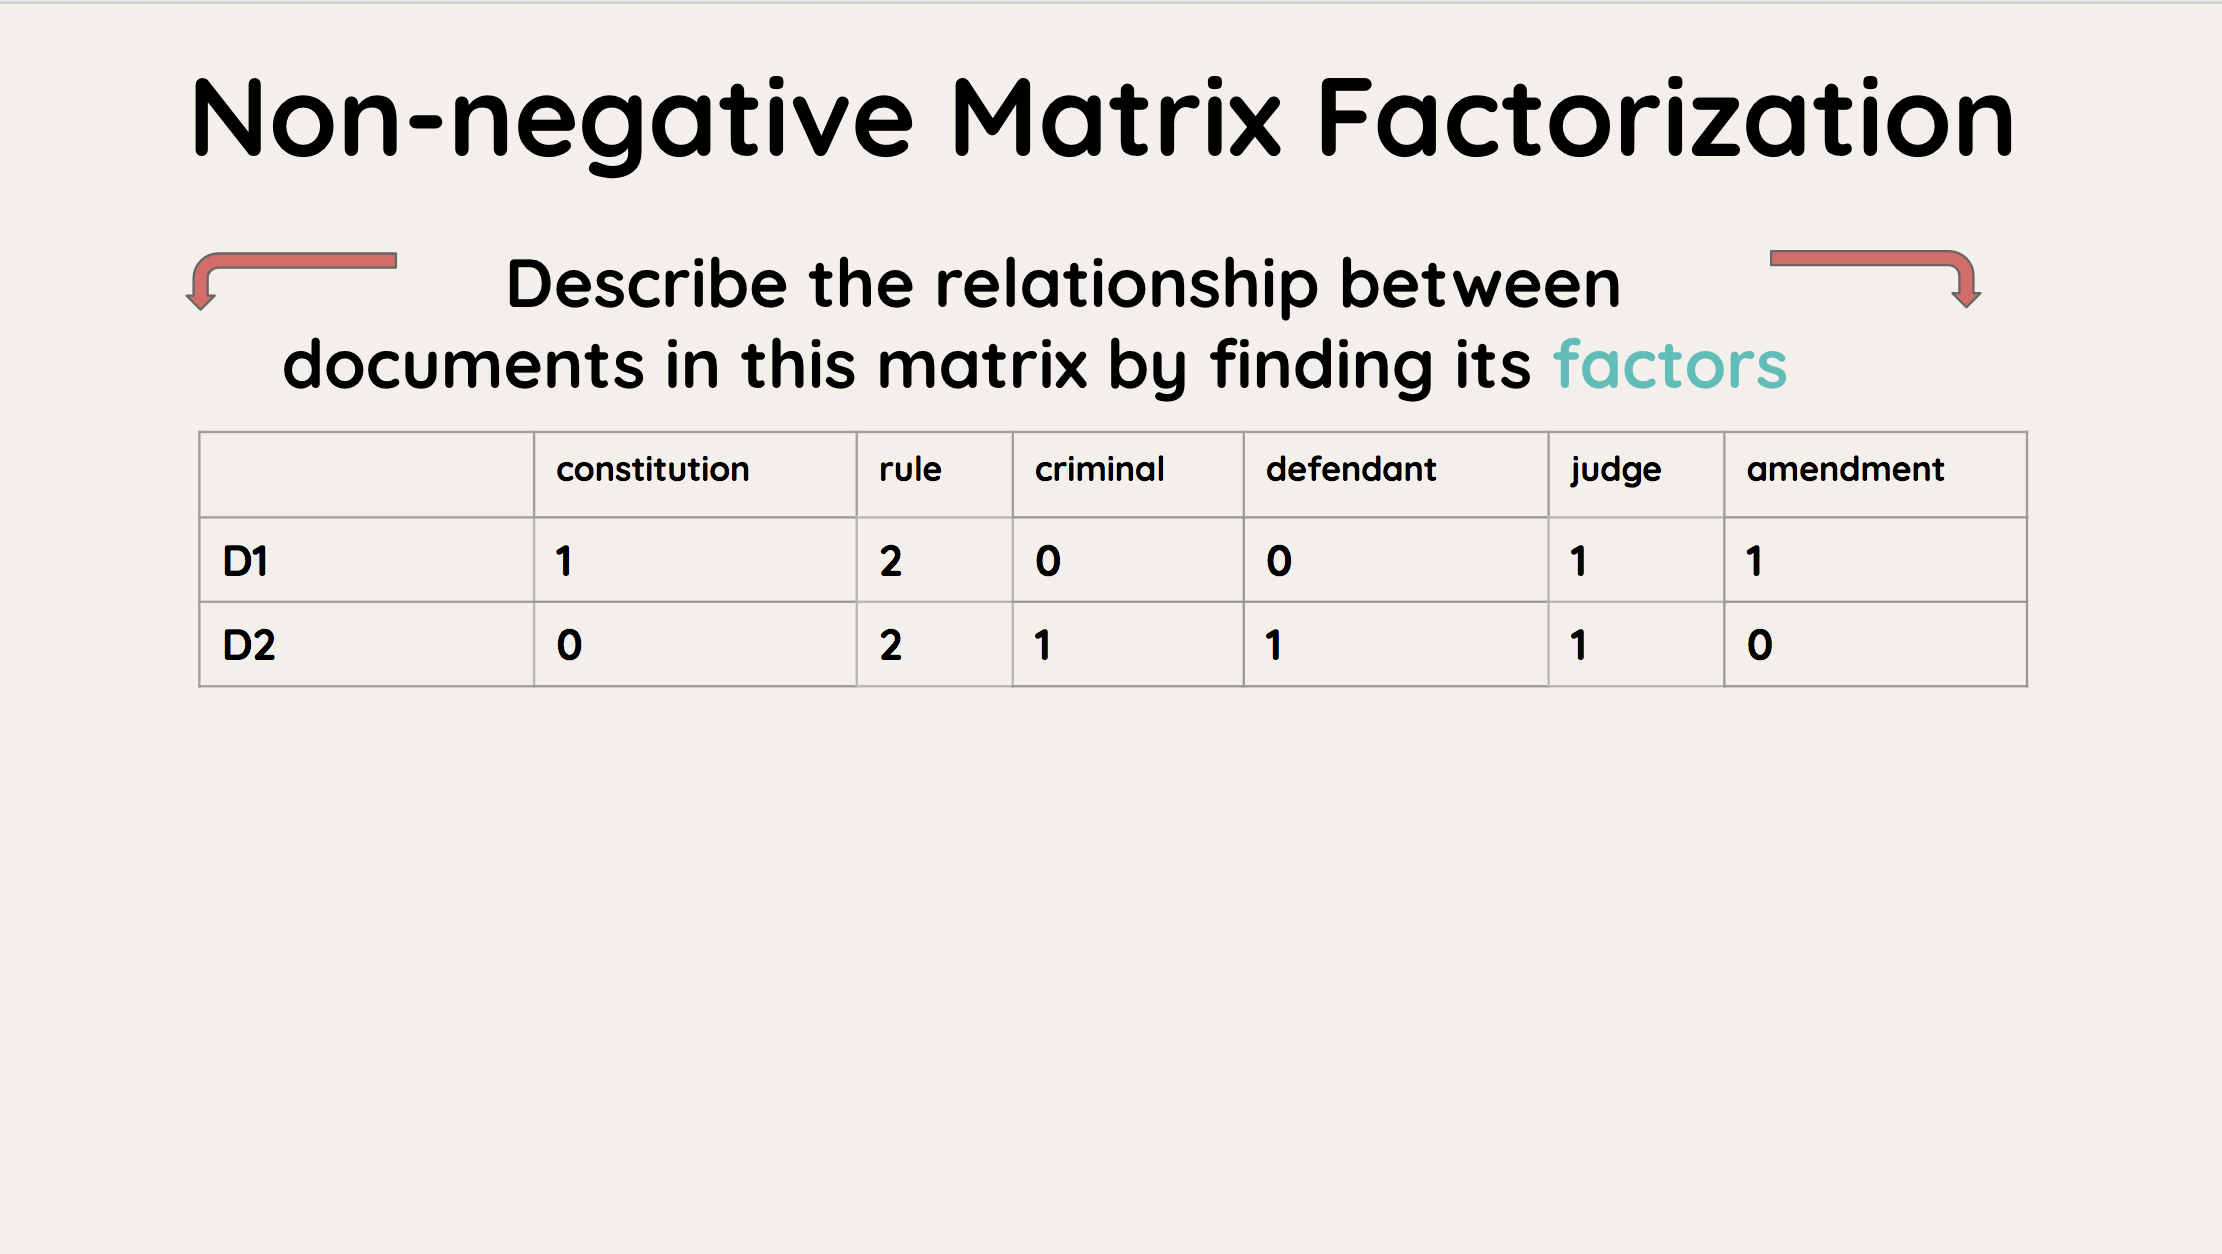 Non-negative Matrix Factorization
Describe the relationship between
documents in this matrix by finding its factors
constitution rule criminal defendant judge amendment
D1 1 2 0 0 1 1
D2 0 2 1 1 1 0